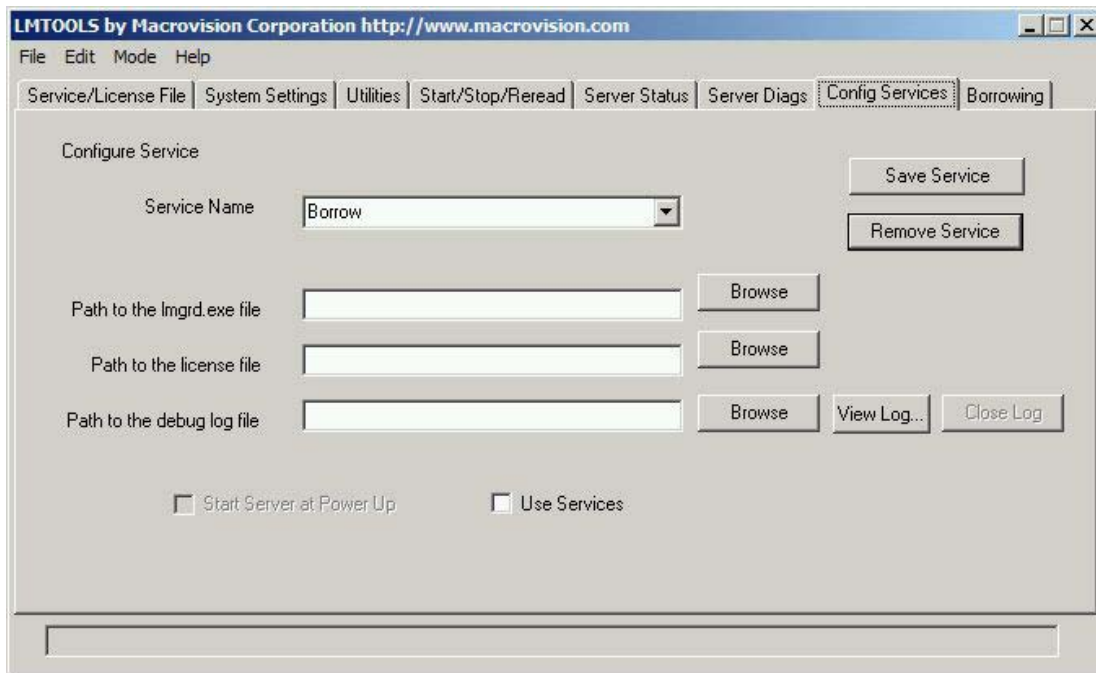 LMTOOLS by Macrovision Corporation http://www.macrovision.com
File Edit Mode Help
Service/License File System Settings Utilities Start/Stop/Reread Server Status Server Diags Config Services Borrowing
Configure Service
Save Service
Service Name Borrow
Remove Service
Path to the lmgrd.exe file Browse
Path to the license file Browse
Path to the debug log file Browse View Log... Close Log
Start Server at Power Up Use Services